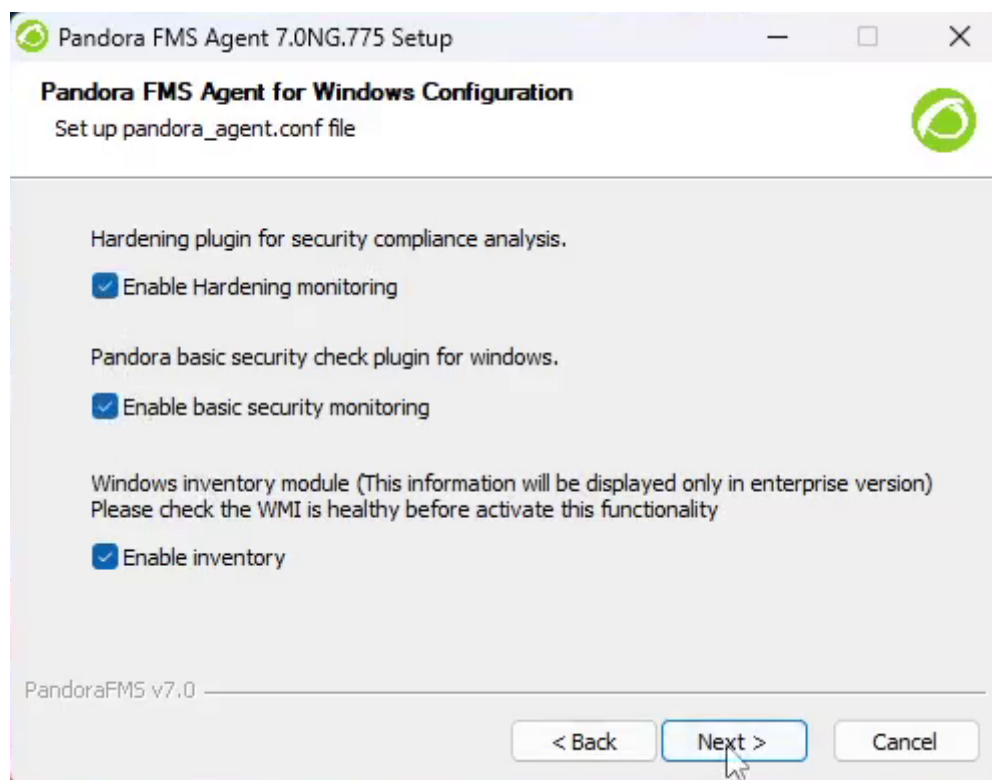 Pandora FMS Agent 7.0NG.775 Setup
Pandora FMS Agent for Windows Configuration
Set up pandora_agent.conf file
Hardening plugin for security compliance analysis.
Enable Hardening monitoring
Pandora basic security check plugin for windows.
Enable basic security monitoring
Windows inventory module (This information will be displayed only in enterprise version)
Please check the WMI is healthy before activate this functionality
Enable inventory
PandoraFMS v7.0
< Back Next > Cancel